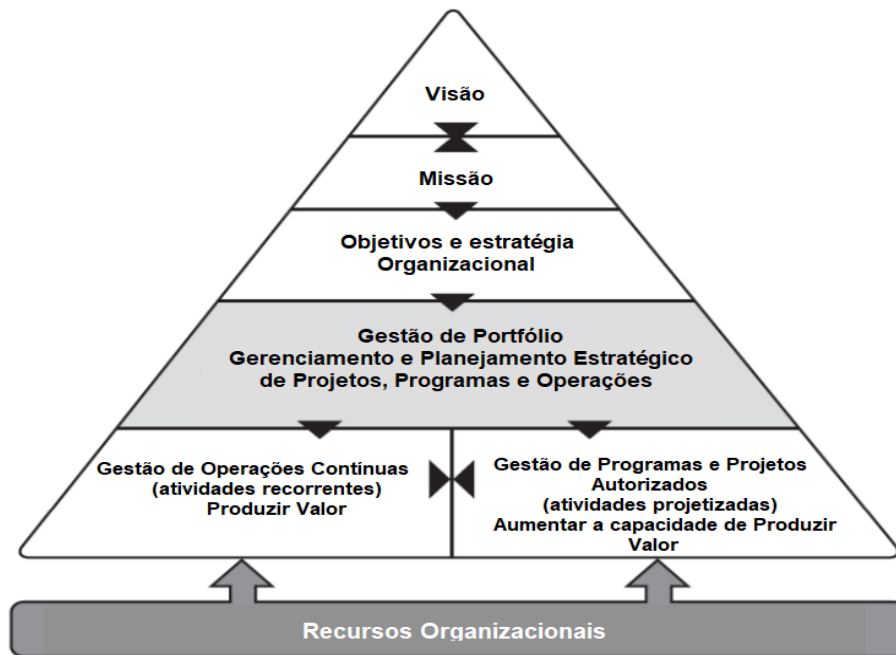 Visão
Missão
Objetivos e estratégia
Organizacional
Gestão de Portfólio
Gerenciamento e Planejamento Estratégico
de Projetos, Programas e Operações
Gestão de Operações Contínuas
(atividades recorrentes)
Produzir Valor
Gestão de Programas e Projetos
Autorizados
(atividades projetizadas)
Aumentar a capacidade de Produzir
Valor
Recursos Organizacionais